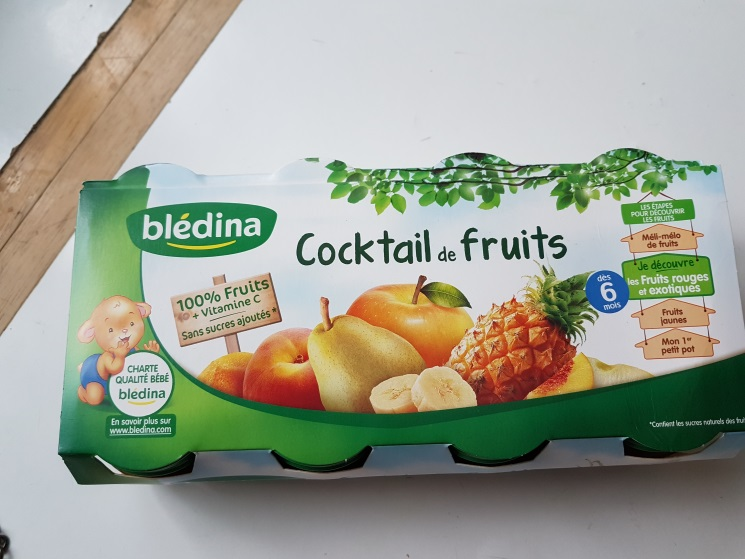 blédina
Cocktail de fruits
100% Fruits
+ Vitamine C
Sans sucres ajoutés*
CHARTE
QUALITÉ BÉBÉ
blédina
En savoir plus sur
www.bledina.com
dès
6
mois
LES ÉTAPES
POUR DÉCOUVRIR
LES FRUITS
Méli-mélo
de fruits
Je découvre
les Fruits rouges
et exotiques
Fruits
jaunes
Mon 1er
petit pot
*Contient les sucres naturels des